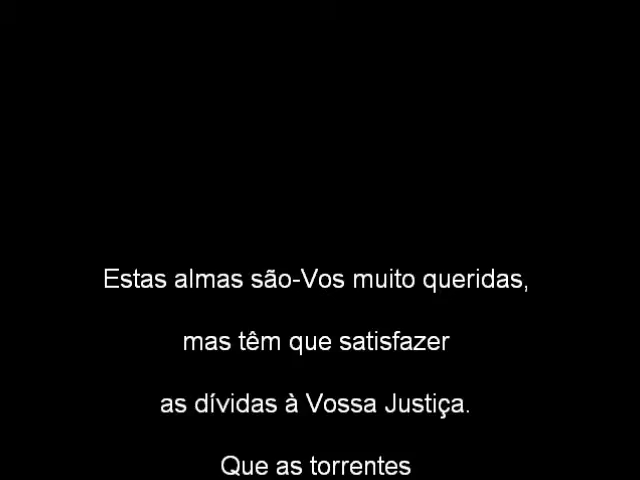 Estas almas são-Vos muito queridas,
mas têm que satisfazer
as dívidas à Vossa Justiça.
Que as torrentes